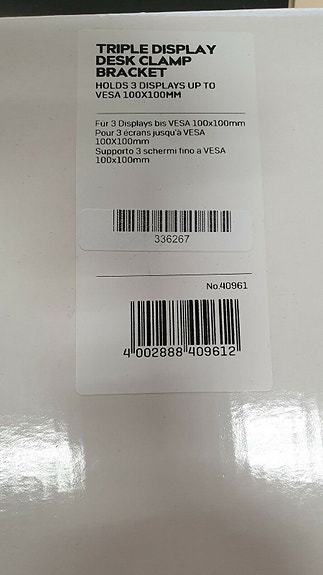 TRIPLE DISPLAY
DESK CLAMP
BRACKET
HOLDS 3 DISPLAYS UP TO
VESA 100X100MM
Für 3 Displays bis VESA 100x100mm
Pour 3 écrans jusqu'à VESA
100X100mm
Supporto 3 schermi fino a VESA
100x100mm
336267
No.40961
4 002888 409612